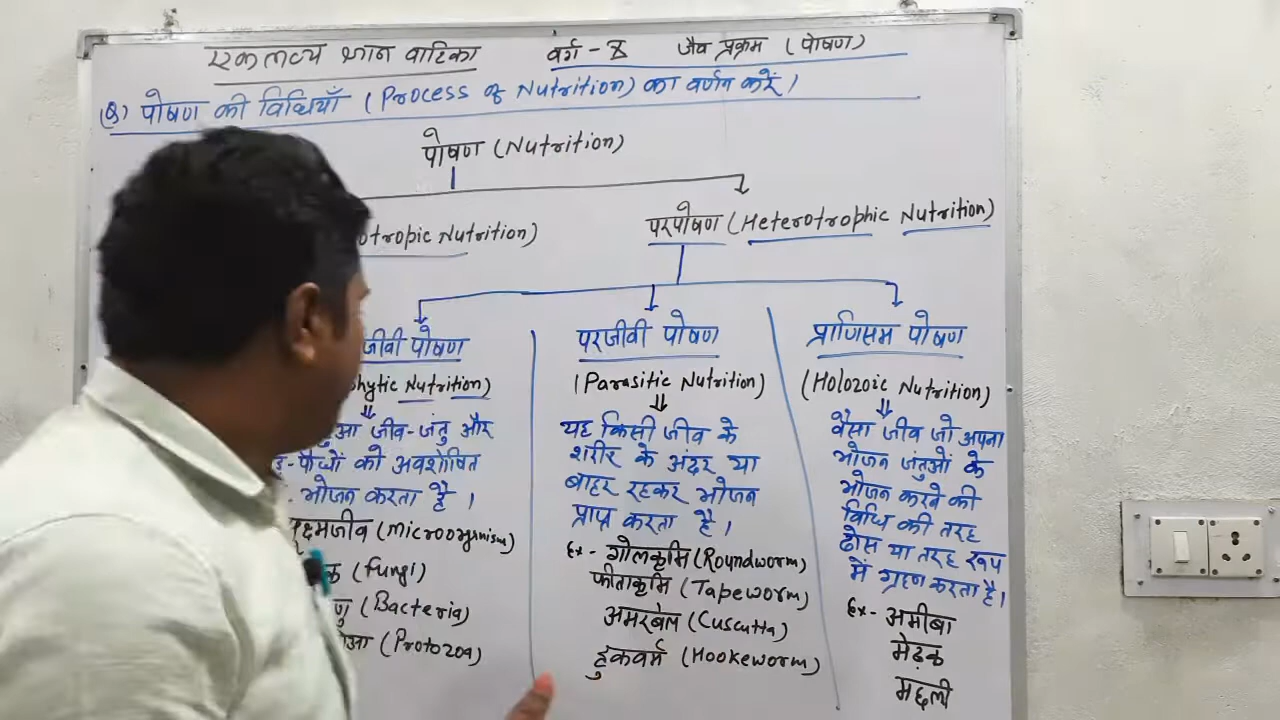 एकलव्य ज्ञान वाटिका वर्ग - X जैव प्रक्रम (पोषण)
(Q) पोषण की विधियाँ (Process of Nutrition) का वर्णन करें।
पोषण (Nutrition)
otropic Nutrition)
परपोषण (Heterotrophic Nutrition)
जीवी पोषण
phytic Nutrition)
आ जीव-जंतु और
-पौधों को अवशोषित
भोजन करता है।
क्ष्मजीव (Microorganism)
क (Fungi)
णु (Bacteria)
ोआ (Protozoa)
परजीवी पोषण
(Parasitic Nutrition)
यह किसी जीव के
शरीर के अंदर या
बाहर रहकर भोजन
प्राप्त करता है।
Ex- गोलकृमि (Roundworm)
फीताकृमि (Tapeworm)
अमरबेल (Cuscutta)
हुकवर्म (Hookeworm)
प्राणिसम पोषण
(Holozoic Nutrition)
वैसा जीव जो अपना
भोजन जंतुओं के
भोजन करने की
विधि की तरह
ठोस या तरह रूप
में ग्रहण करता है।
Ex- अमीबा
मेढ़क
मछली